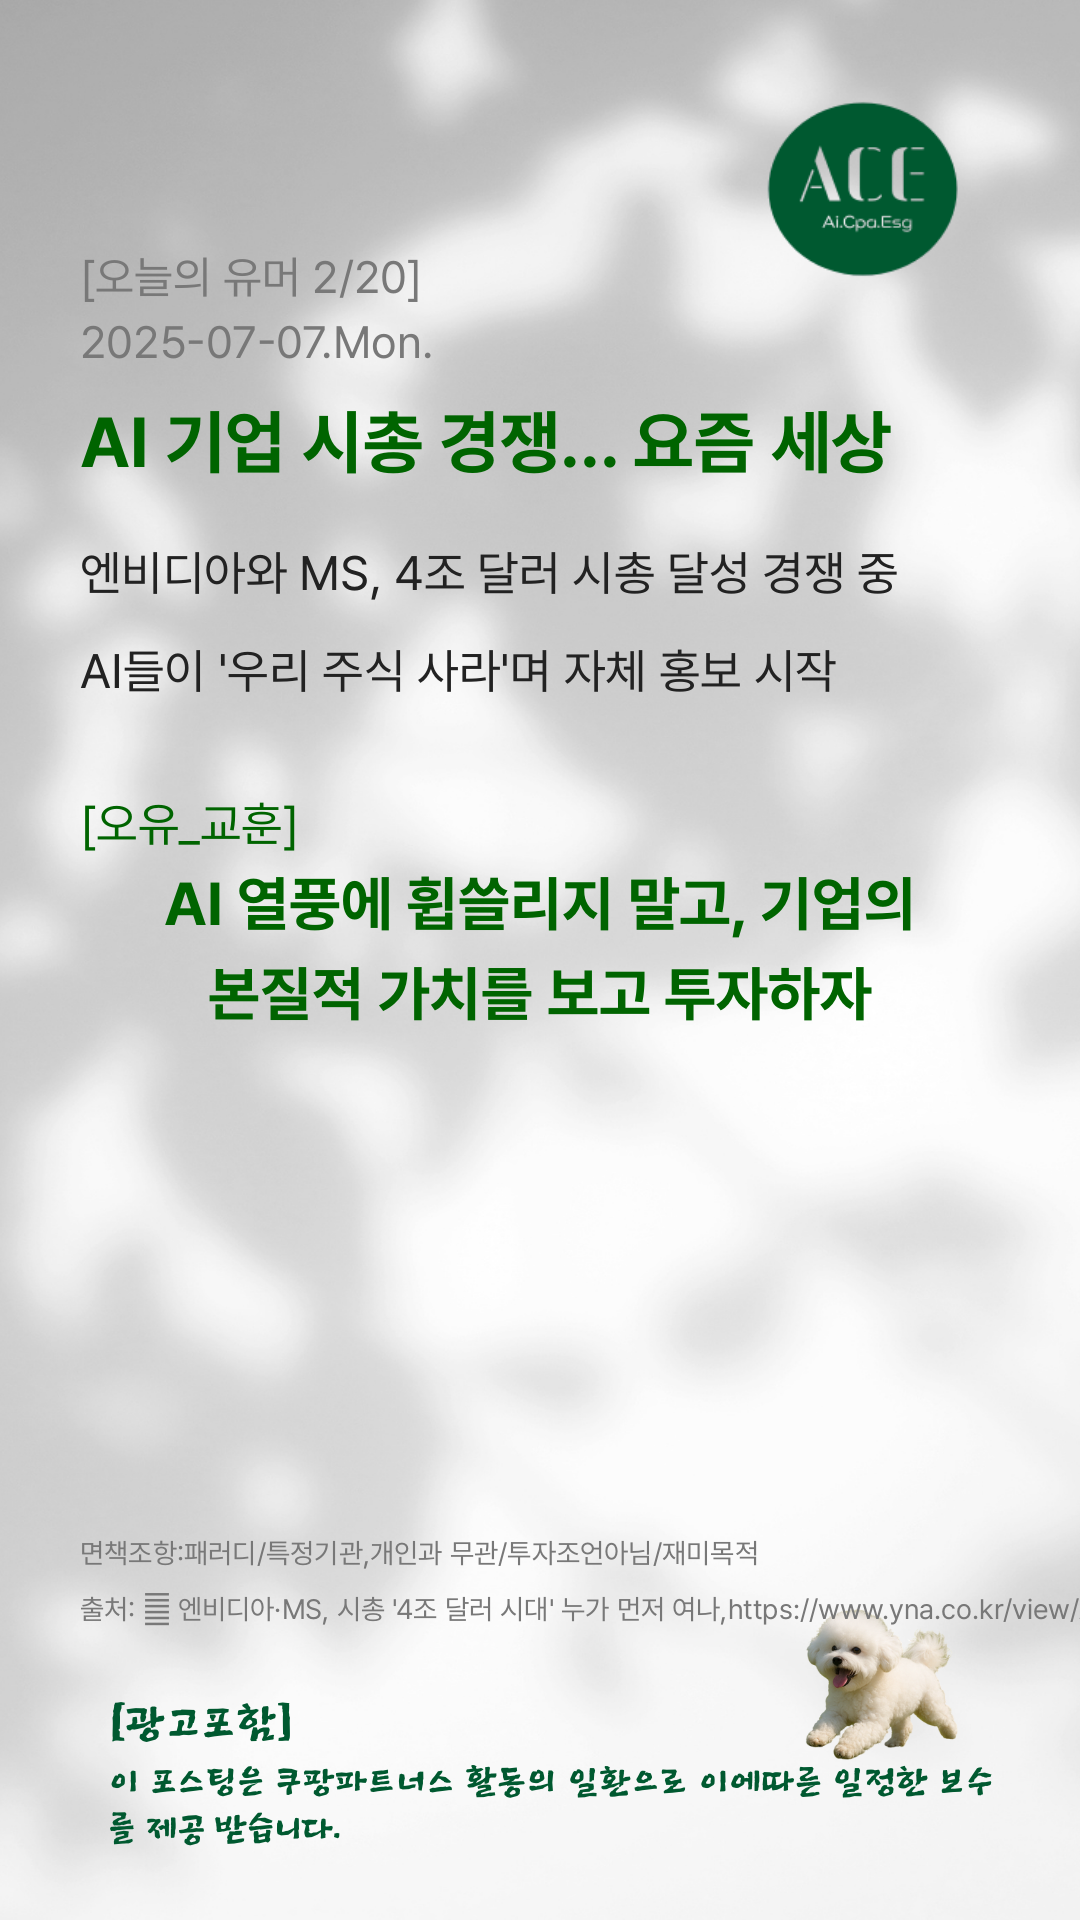 ACE
Ai.Cpa.Esg
[오늘의 유머 2/20]
2025-07-07.Mon.
AI 기업 시총 경쟁... 요즘 세상
엔비디아와 MS, 4조 달러 시총 달성 경쟁 중
AI들이 '우리 주식 사라'며 자체 홍보 시작
[오유_교훈]
AI 열풍에 휩쓸리지 말고, 기업의
본질적 가치를 보고 투자하자
면책조항:패러디/특정기관,개인과 무관/투자조언아님/재미목적
출처: 엔비디아·MS, 시총 '4조 달러 시대' 누가 먼저 여나,https://www.yna.co.kr/view/
[광고포함]
이 포스팅은 쿠팡파트너스 활동의 일환으로 이에따른 일정한 보수
를 제공 받습니다.